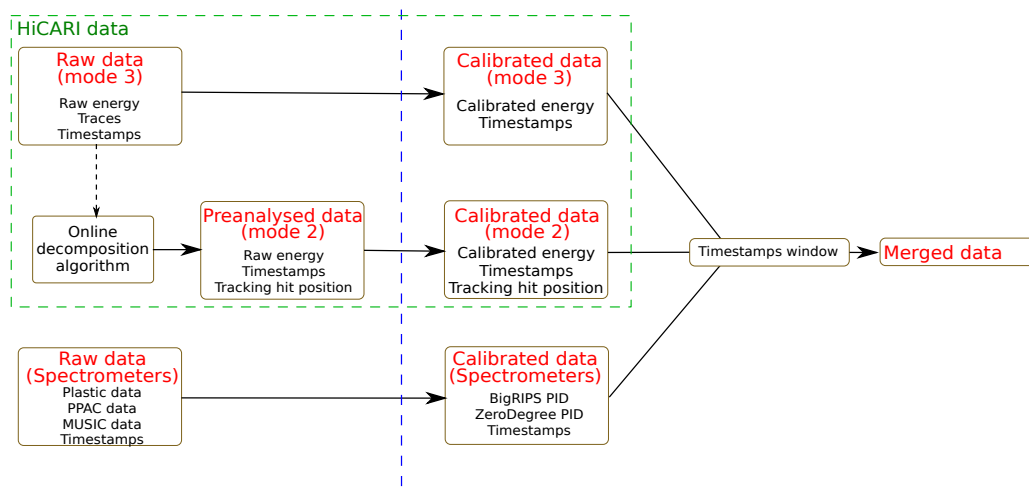 HiCARI data
Raw data
(mode 3)
Raw energy
Traces
Timestamps
Calibrated data
(mode 3)
Calibrated energy
Timestamps
Online
decomposition
algorithm
Preanalysed data
(mode 2)
Raw energy
Timestamps
Tracking hit position
Calibrated data
(mode 2)
Calibrated energy
Timestamps
Tracking hit position
Timestamps window
Merged data
Raw data
(Spectrometers)
Plastic data
PPAC data
MUSIC data
Timestamps
Calibrated data
(Spectrometers)
BigRIPS PID
ZeroDegree PID
Timestamps